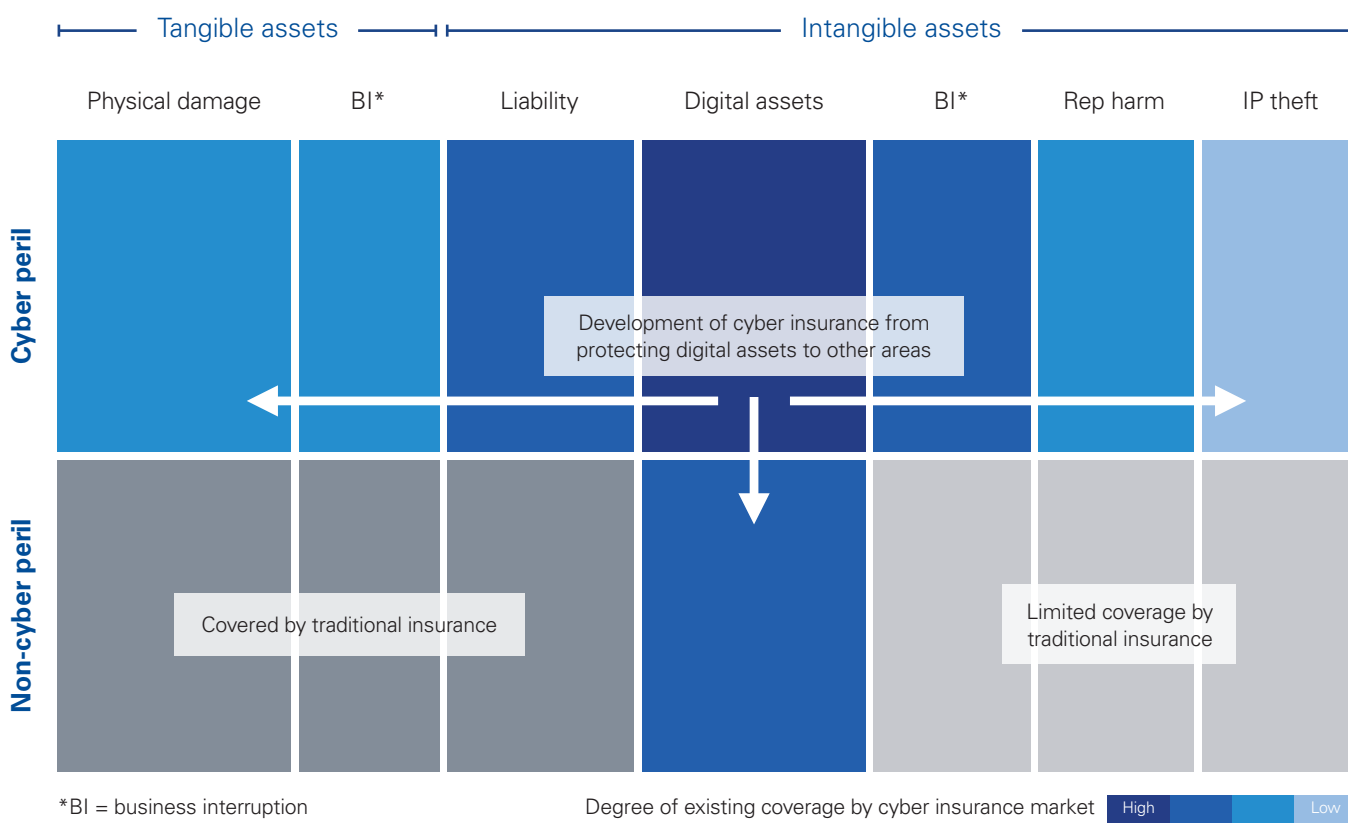 Tangible assets
Intangible assets
Physical damage
BI*
Liability
Digital assets
BI*
Rep harm
IP theft
Cyber peril
Development of cyber insurance from
protecting digital assets to other areas
Non-cyber peril
Covered by traditional insurance
Limited coverage by
traditional insurance
*BI = business interruption
Degree of existing coverage by cyber insurance market
High
Low